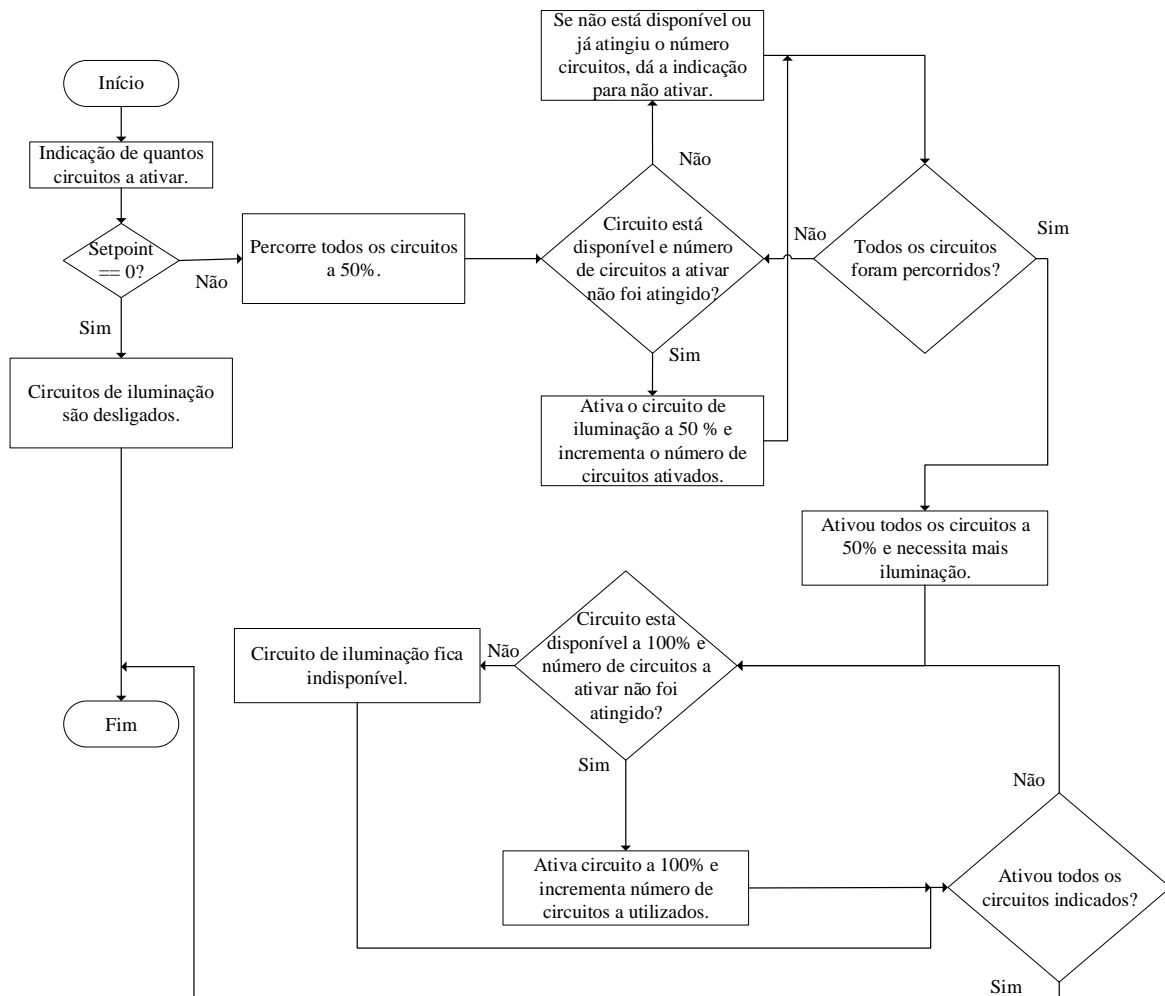 Início
Indicação de quantos
circuitos a ativar.
Setpoint
== 0?
Não
Sim
Circuitos de iluminação
são desligados.
Fim
Percorre todos os circuitos
a 50%.
Se não está disponível ou
já atingiu o número
circuitos, dá a indicação
para não ativar.
Não
Circuito está
disponível e número
de circuitos a ativar
não foi atingido?
Sim
Ativa o circuito de
iluminação a 50 % e
incrementa o número de
circuitos ativados.
Não
Todos os circuitos
foram percorridos?
Sim
Ativou todos os circuitos a
50% e necessita mais
iluminação.
Circuito esta
disponível a 100% e
número de circuitos a
ativar não foi
atingido?
Não
Circuito de iluminação fica
indisponível.
Sim
Ativa circuito a 100% e
incrementa número de
circuitos a utilizados.
Não
Ativou todos os
circuitos indicados?
Sim